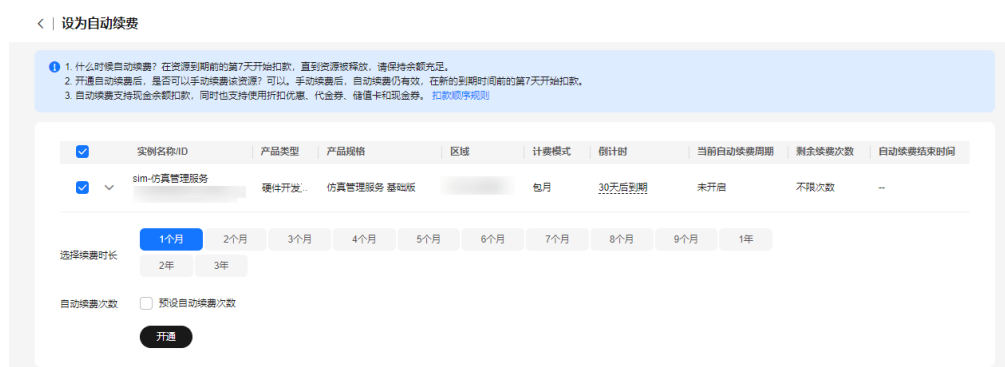 设为自动续费
1. 什么时候自动续费？在资源到期前的第7天开始扣款，直到资源被释放，请保持余额充足。
2. 开通自动续费后，是否可以手动续费该资源？可以。手动续费后，自动续费仍有效，在新的到期时间前的第7天开始扣款。
3. 自动续费支持现金余额扣款，同时也支持使用折扣优惠、代金券、储值卡和现金券。 扣款顺序规则
实例名称/ID 产品类型 产品规格 区域 计费模式 倒计时 当前自动续费周期 剩余续费次数 自动续费结束时间
sim-仿真管理服务
硬件开发... 仿真管理服务 基础版 包月 30天后到期 未开启 不限次数 --
选择续费时长
1个月 2个月 3个月 4个月 5个月 6个月 7个月 8个月 9个月 1年
2年 3年
自动续费次数 预设自动续费次数
开通